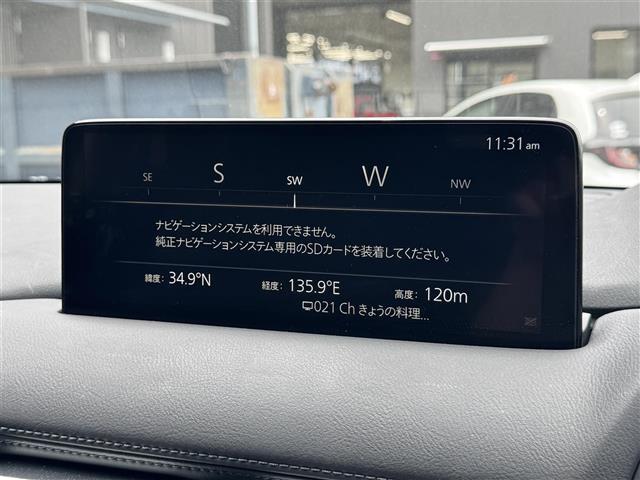 11:31 am
SE S SW W NW
ナビゲーションシステムを利用できません。
純正ナビゲーションシステム専用のSDカードを装着してください。
緯度: 34.9°N 経度: 135.9°E 高度: 120m
021 Ch きょうの料理...